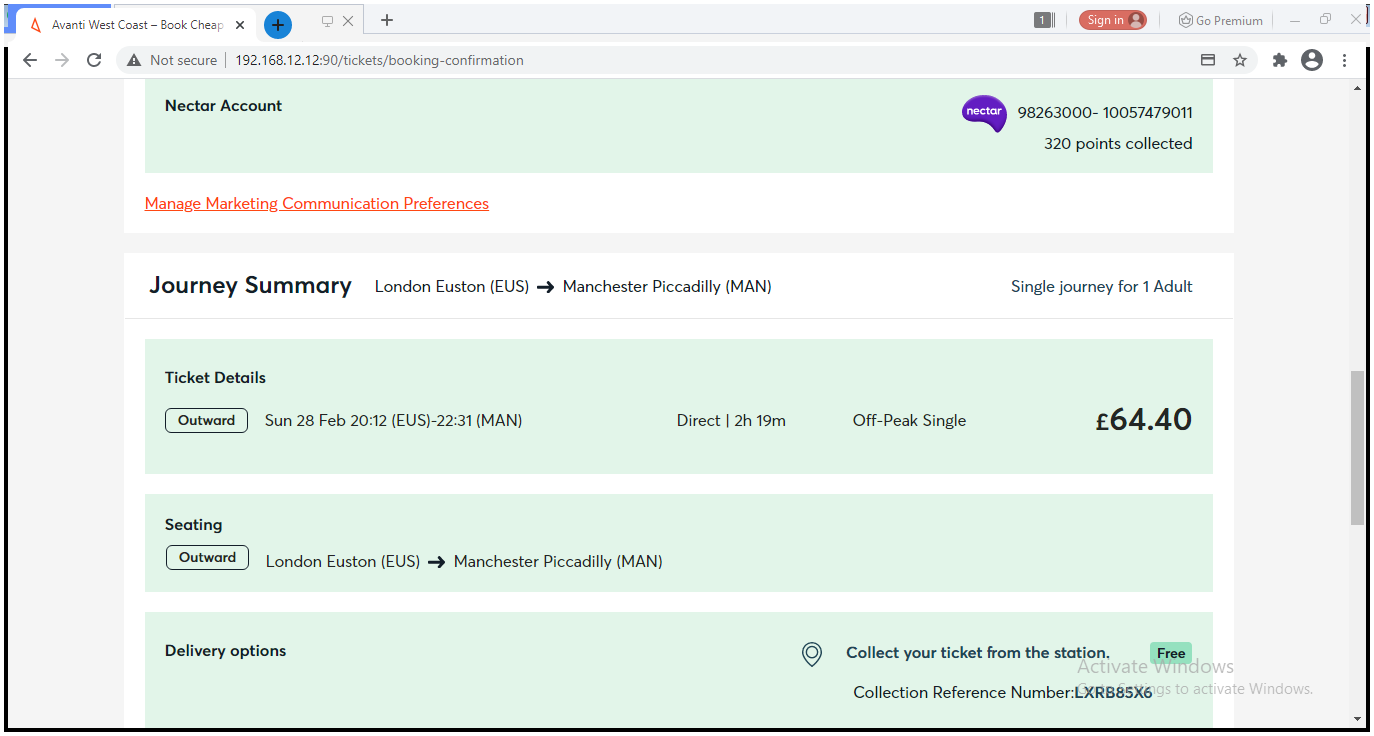 Avanti West Coast – Book Cheap
1
Sign in
Go Premium
Not secure
192.168.12.12:90/tickets/booking-confirmation
Nectar Account
nectar
98263000- 10057479011
320 points collected
Manage Marketing Communication Preferences
Journey Summary
London Euston (EUS) → Manchester Piccadilly (MAN)
Single journey for 1 Adult
Ticket Details
Outward
Sun 28 Feb 20:12 (EUS)-22:31 (MAN)
Direct | 2h 19m
Off-Peak Single
£64.40
Seating
Outward
London Euston (EUS) → Manchester Piccadilly (MAN)
Delivery options
Collect your ticket from the station.
Free
Activate Windows
Collection Reference Number:LXRB85X6
Go to Settings to activate Windows.